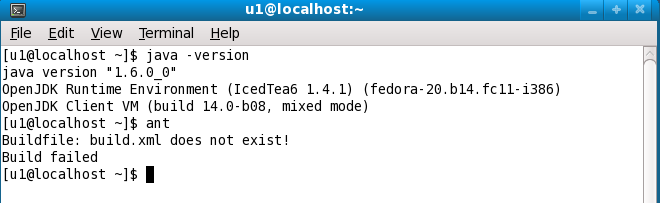 u1@localhost:~
File Edit View Terminal Help
[u1@localhost ~]$ java -version
java version "1.6.0_0"
OpenJDK Runtime Environment (IcedTea6 1.4.1) (fedora-20.b14.fc11-i386)
OpenJDK Client VM (build 14.0-b08, mixed mode)
[u1@localhost ~]$ ant
Buildfile: build.xml does not exist!
Build failed
[u1@localhost ~]$